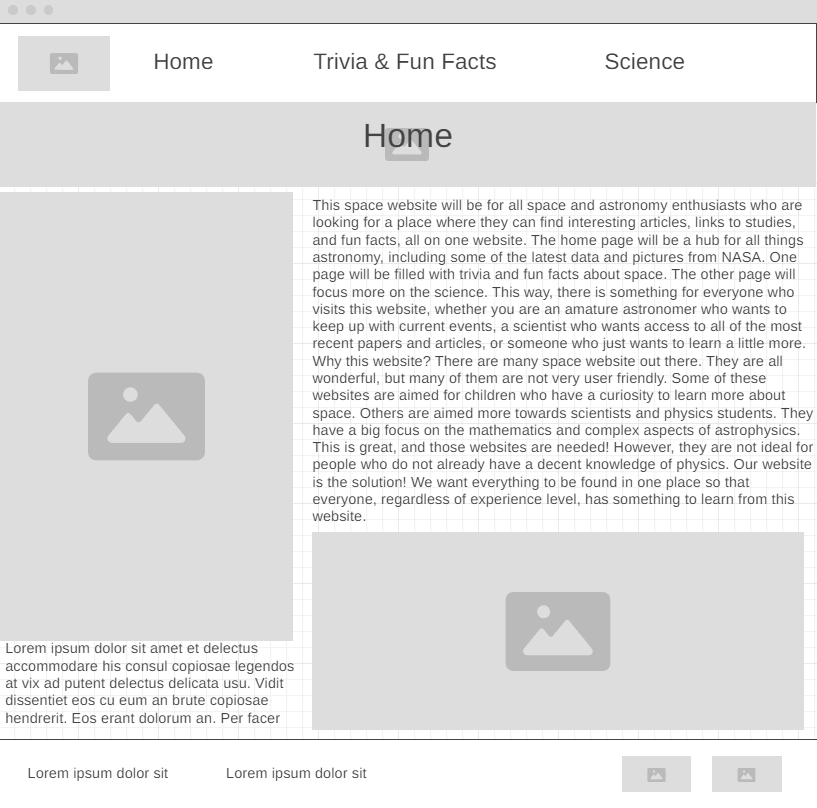 Home Trivia & Fun Facts Science
Home
This space website will be for all space and astronomy enthusiasts who are
looking for a place where they can find interesting articles, links to studies,
and fun facts, all on one website. The home page will be a hub for all things
astronomy, including some of the latest data and pictures from NASA. One
page will be filled with trivia and fun facts about space. The other page will
focus more on the science. This way, there is something for everyone who
visits this website, whether you are an amature astronomer who wants to
keep up with current events, a scientist who wants access to all of the most
recent papers and articles, or someone who just wants to learn a little more.
Why this website? There are many space website out there. They are all
wonderful, but many of them are not very user friendly. Some of these
websites are aimed for children who have a curiosity to learn more about
space. Others are aimed more towards scientists and physics students. They
have a big focus on the mathematics and complex aspects of astrophysics.
This is great, and those websites are needed! However, they are not ideal for
people who do not already have a decent knowledge of physics. Our website
is the solution! We want everything to be found in one place so that
everyone, regardless of experience level, has something to learn from this
website.
Lorem ipsum dolor sit amet et delectus
accommodare his consul copiosae legendos
at vix ad putent delectus delicata usu. Vidit
dissentiet eos cu eum an brute copiosae
hendrerit. Eos erant dolorum an. Per facer
Lorem ipsum dolor sit Lorem ipsum dolor sit